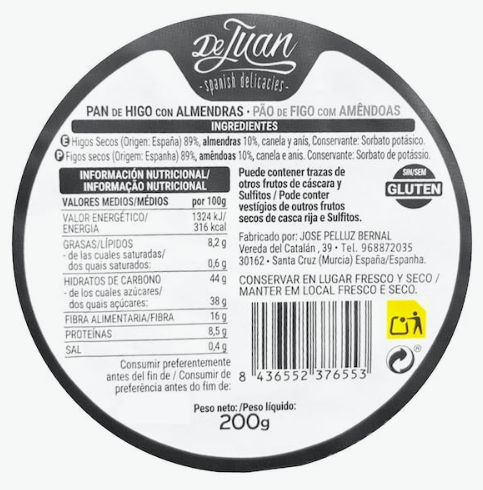 DeJuan
- spanish delicacies -
PAN DE HIGO CON ALMENDRAS • PÃO DE FIGO COM AMÊNDOAS
INGREDIENTES
E Higos Secos (Origen: España) 89%, almendras 10%, canela y anis, Conservante: Sorbato potásico.
P Figos secos (Origem: Espanha) 89%, amêndoas 10%, canela e anis. Conservante: Sorbato de potássio.
INFORMACIÓN NUTRICIONAL/
INFORMAÇÃO NUTRICIONAL
VALORES MEDIOS/MÉDIOS por 100g
VALOR ENERGÉTICO/ 1324 kJ/
ENERGIA 316 kcal
GRASAS/LÍPIDOS 8,2 g
- de las cuales saturadas/
dos quais saturados: 0,6 g
HIDRATOS DE CARBONO 44 g
- de los cuales azúcares/
dos quais açúcares: 38 g
FIBRA ALIMENTARIA/FIBRA 16 g
PROTEÍNAS 8,5 g
SAL 0,4 g
Consumir preferentemente
antes del fin de / Consumir de
preferência antes do fim de:
Puede contener trazas de
otros frutos de cáscara y
Sulfitos / Pode conter
vestígios de outros frutos
secos de casca rija e Sulfitos.
SIN/SEM
GLUTEN
Fabricado por: JOSE PELLUZ BERNAL
Vereda del Catalán , 39 • Tel. 968872035
30162 • Santa Cruz (Murcia) España/Espanha.
CONSERVAR EN LUGAR FRESCO Y SECO /
MANTER EM LOCAL FRESCO E SECO.
8 436552 376553
Peso neto: /Peso líquido:
200g